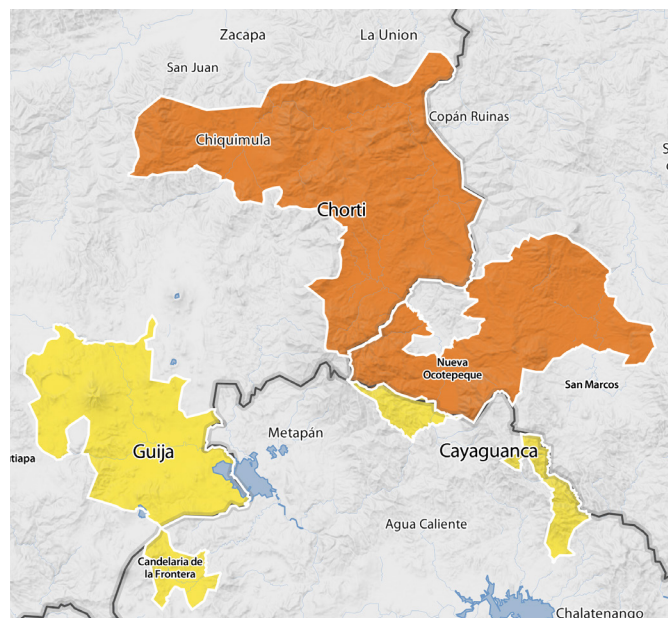 Zacapa
La Union
San Juan
Copán Ruinas
Chiquimula
Chorti
Nueva
Ocotepeque
San Marcos
Metapán
Guija
Cayaguanca
tiapa
Agua Caliente
Candelaria de
la Frontera
Chalatenango